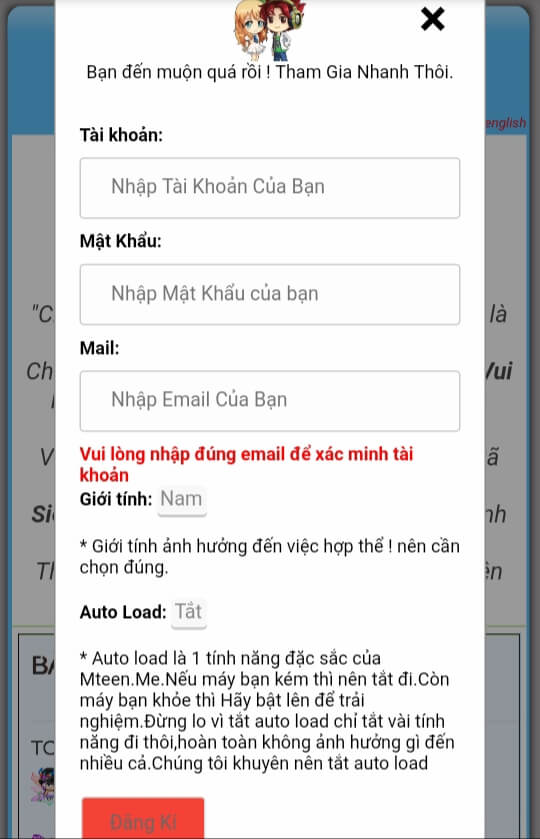 Bạn đến muộn quá rồi ! Tham Gia Nhanh Thôi.
english
Tài khoản:
Nhập Tài Khoản Của Bạn
Mật Khẩu:
Nhập Mật Khẩu của bạn
"C
là
Mail:
Ch
Vui
Nhập Email Của Bạn
V
ã
Vui lòng nhập đúng email để xác minh tài
khoản
Giới tính: Nam
Si
nh
* Giới tính ảnh hưởng đến việc hợp thể ! nên cần
chọn đúng.
Auto Load: Tắt
* Auto load là 1 tính năng đặc sắc của
Mteen.Me.Nếu máy bạn kém thì nên tắt đi.Còn
máy bạn khỏe thì Hãy bật lên để trải
nghiệm.Đừng lo vì tắt auto load chỉ tắt vài tính
năng đi thôi,hoàn toàn không ảnh hưởng gì đến
nhiều cả.Chúng tôi khuyên nên tắt auto load
Đăng Kí